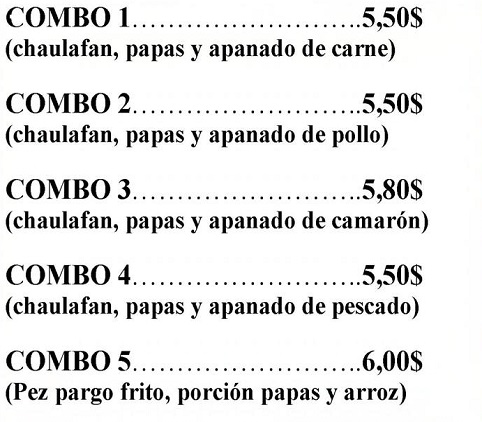 COMBO 1..............................5,50$
(chaulafan, papas y apanado de carne)
COMBO 2..............................5,50$
(chaulafan, papas y apanado de pollo)
COMBO 3..............................5,80$
(chaulafan, papas y apanado de camarón)
COMBO 4..............................5,50$
(chaulafan, papas y apanado de pescado)
COMBO 5..............................6,00$
(Pez pargo frito, porción papas y arroz)